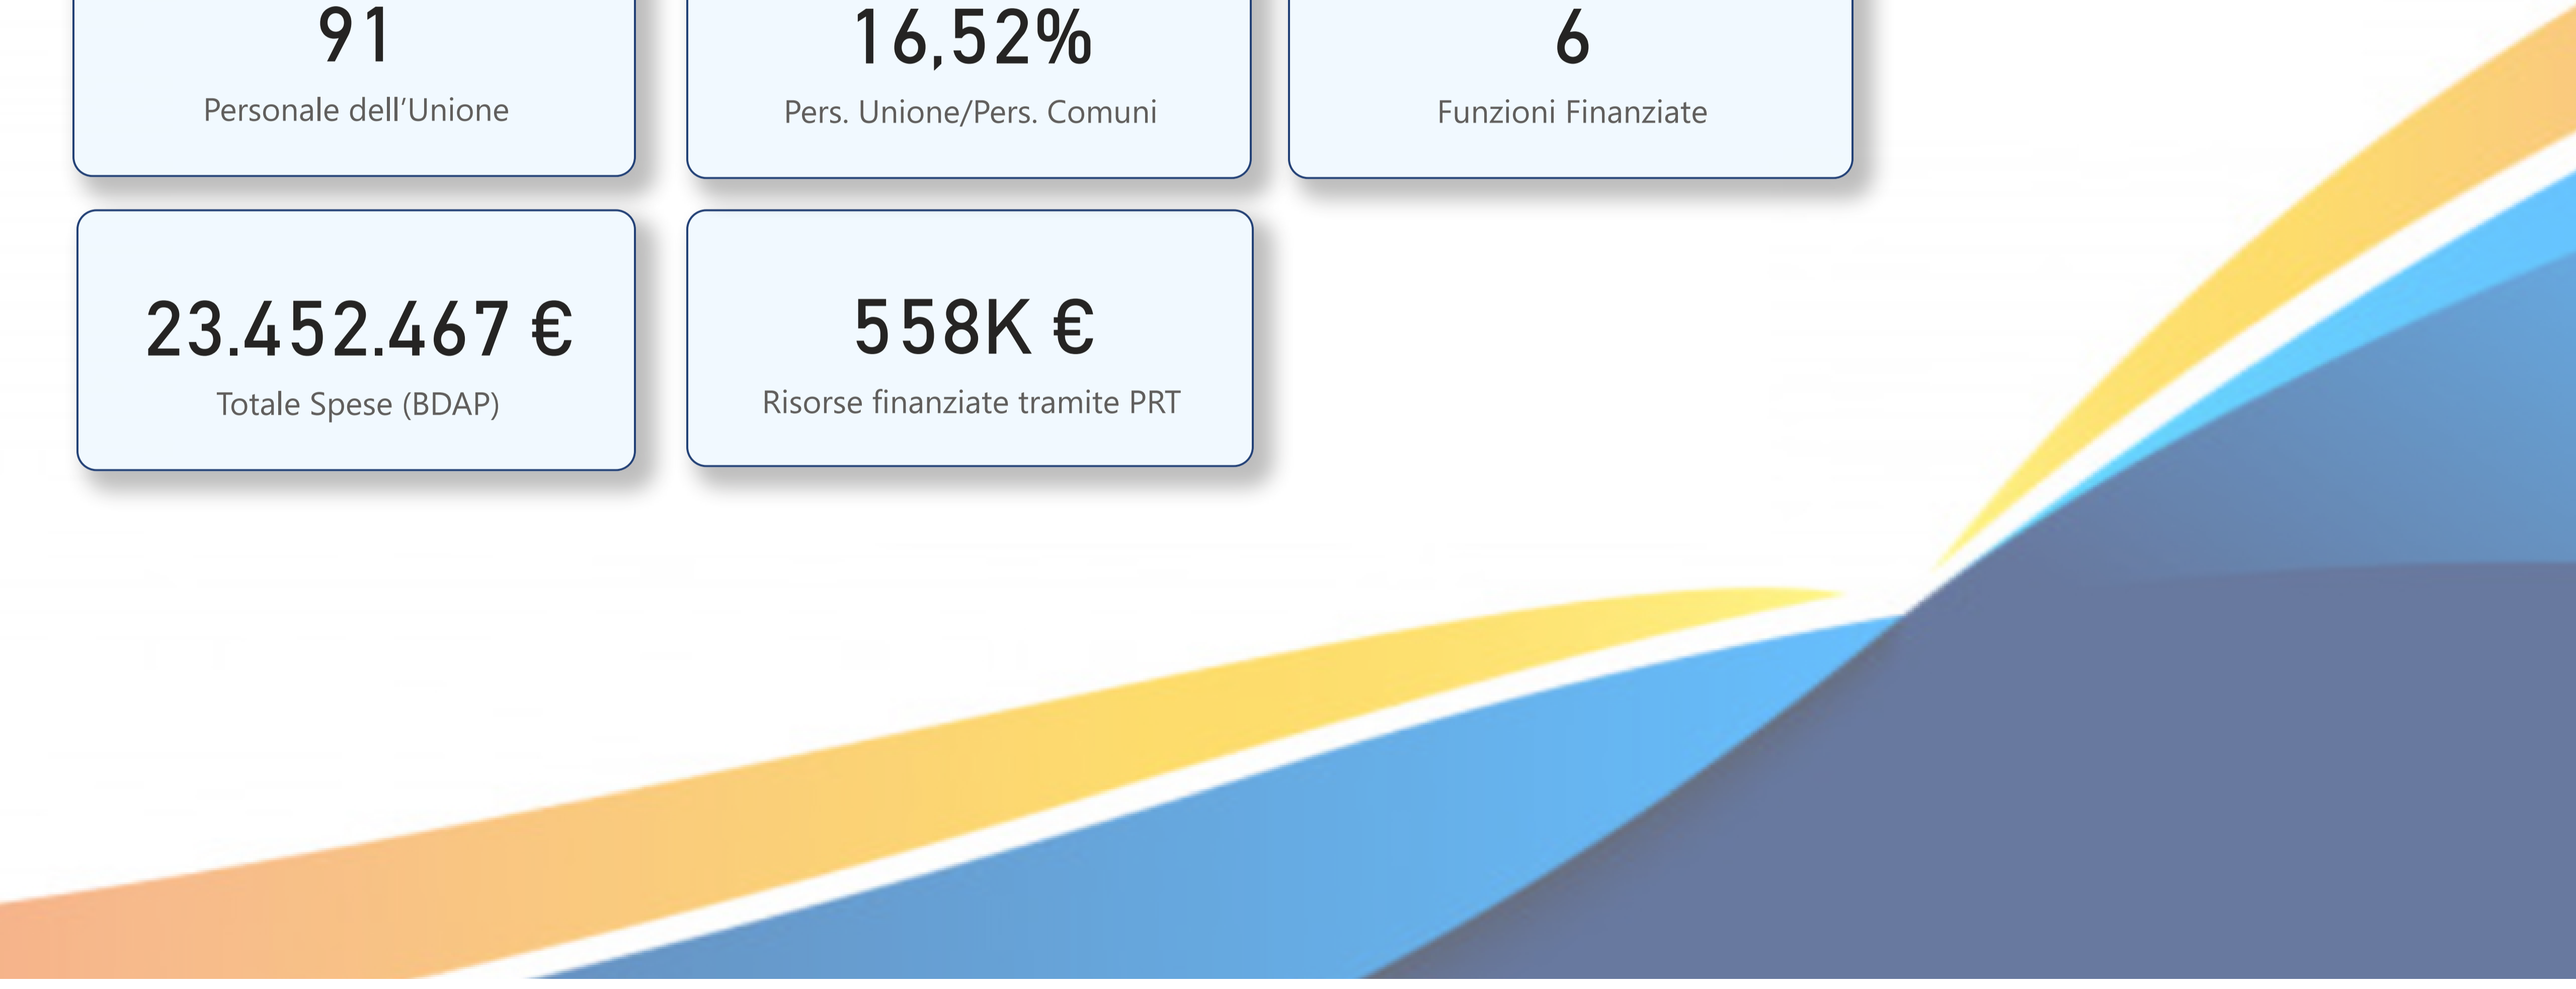 91
Personale dell'Unione
16,52%
Pers. Unione/Pers. Comuni
6
Funzioni Finanziate
23.452.467 €
Totale Spese (BDAP)
558K €
Risorse finanziate tramite PRT